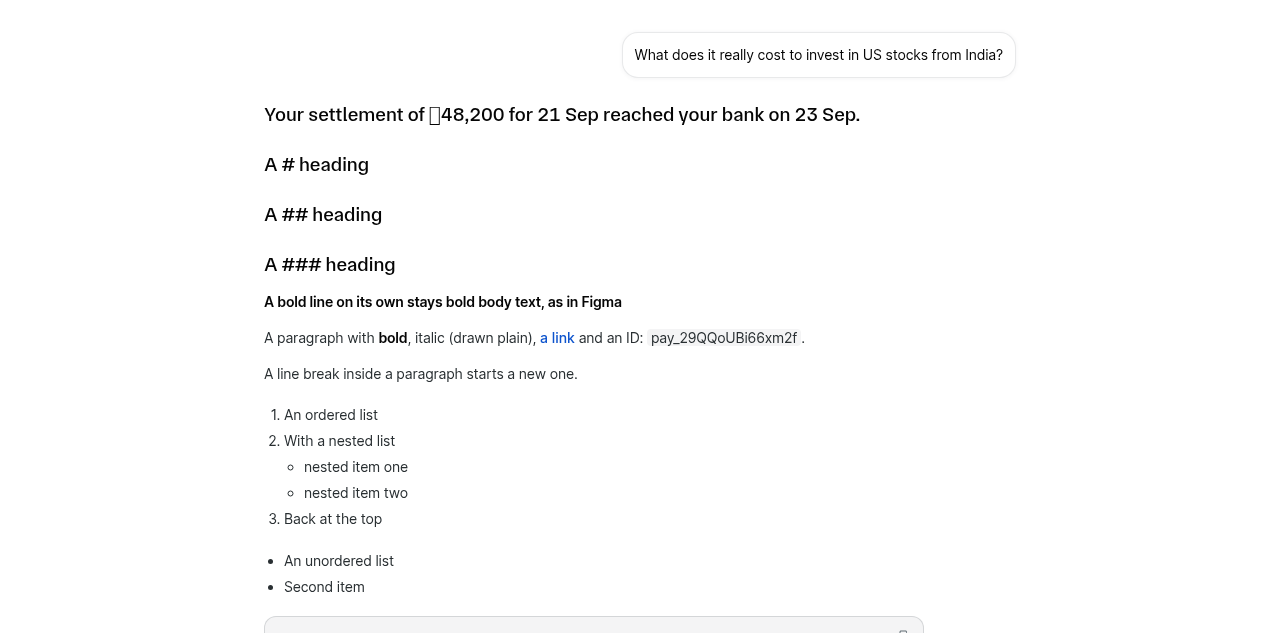 What does it really cost to invest in US stocks from India?
Your settlement of 48,200 for 21 Sep reached your bank on 23 Sep.
A # heading
A ## heading
A ### heading
A bold line on its own stays bold body text, as in Figma
A paragraph with bold, italic (drawn plain), a link and an ID: pay_29QQoUBi66xm2f.
A line break inside a paragraph starts a new one.
1. An ordered list
2. With a nested list
◦ nested item one
◦ nested item two
3. Back at the top
• An unordered list
• Second item